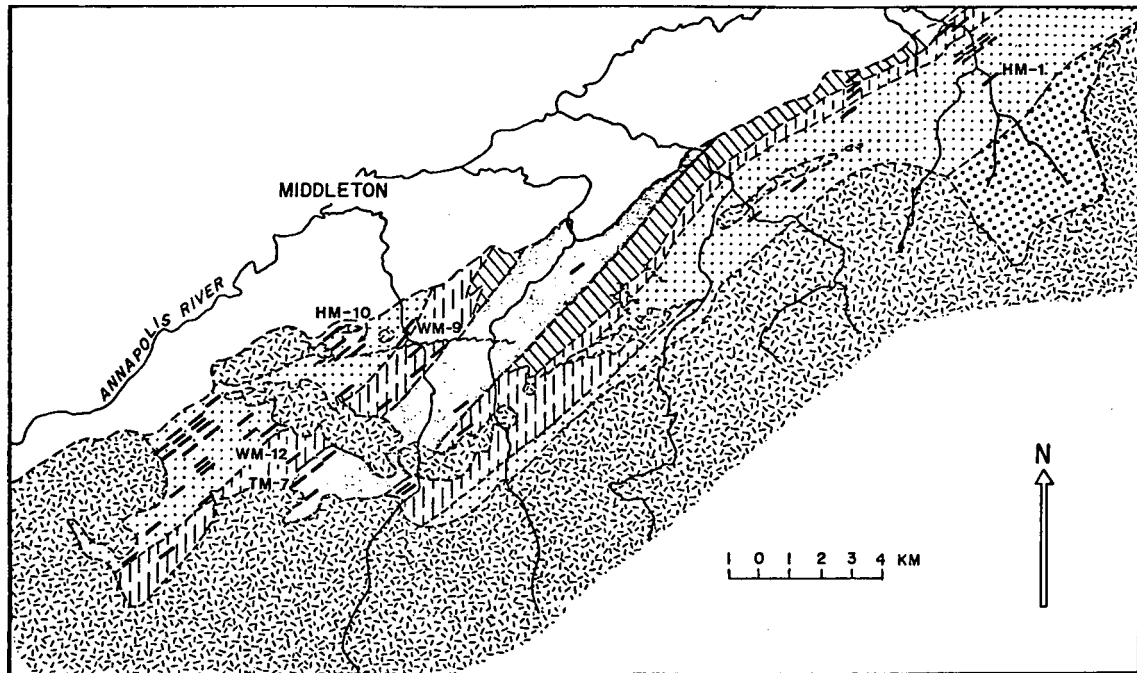 HM-1
MIDDLETON
ANNAPOLIS RIVER
HM-10
WM-9
WM-12
TM-7
N
1 0 1 2 3 4 KM